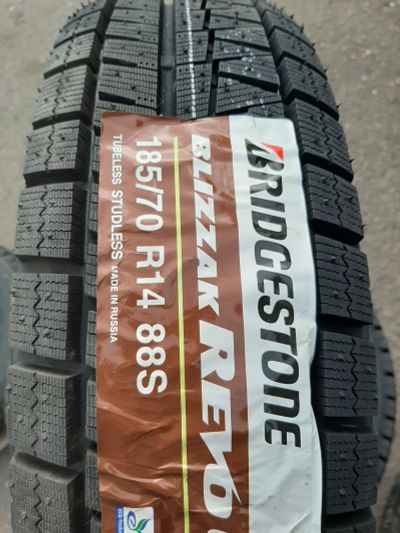 BRIDGESTONE
BLIZZAK REVO
185/70 R14 88S
TUBELESS STUDLESS MADE IN RUSSIA